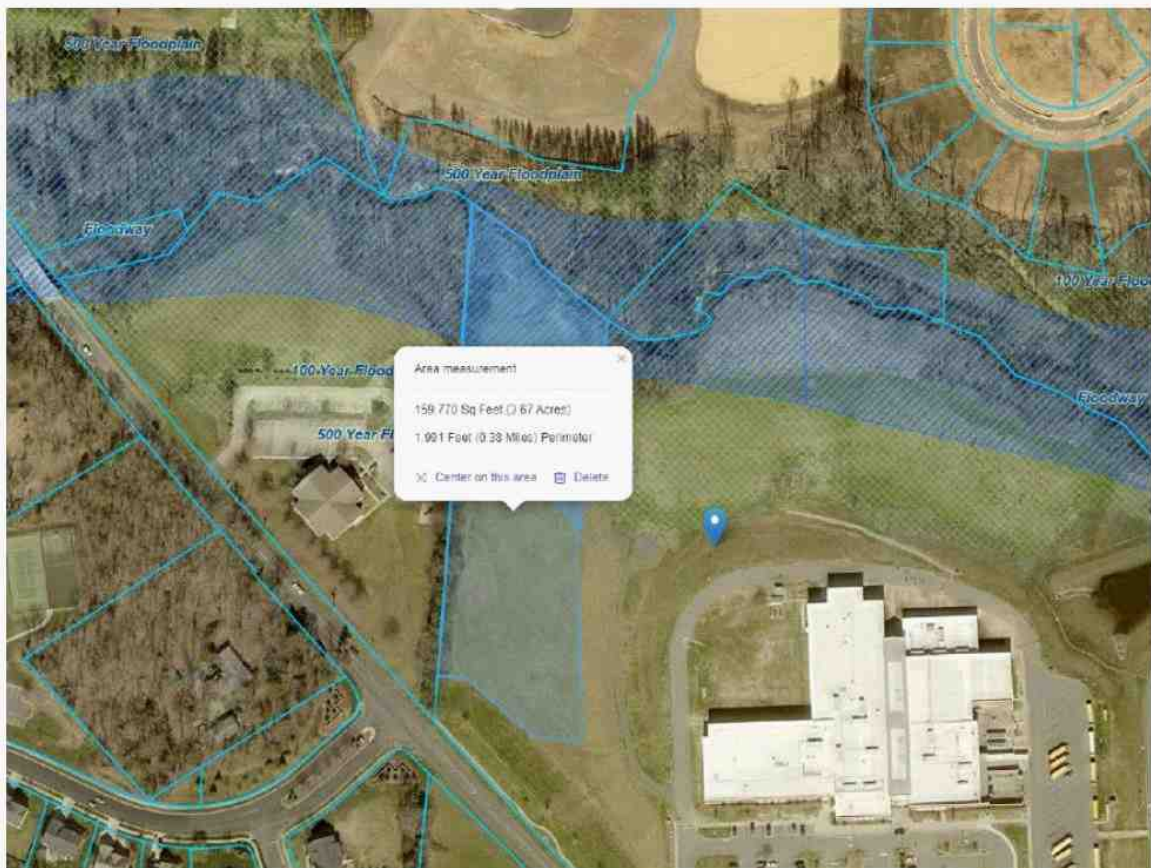 500 Year Floodplain
500 Year Floodplain
Floodway
100 Year Floo
100 Year Flood
Area measurement
159,770 Sq Feet (3.67 Acres)
1,991 Feet (0.38 Miles) Perimeter
Floodway
500 Year Fl
Center on this area
Delete